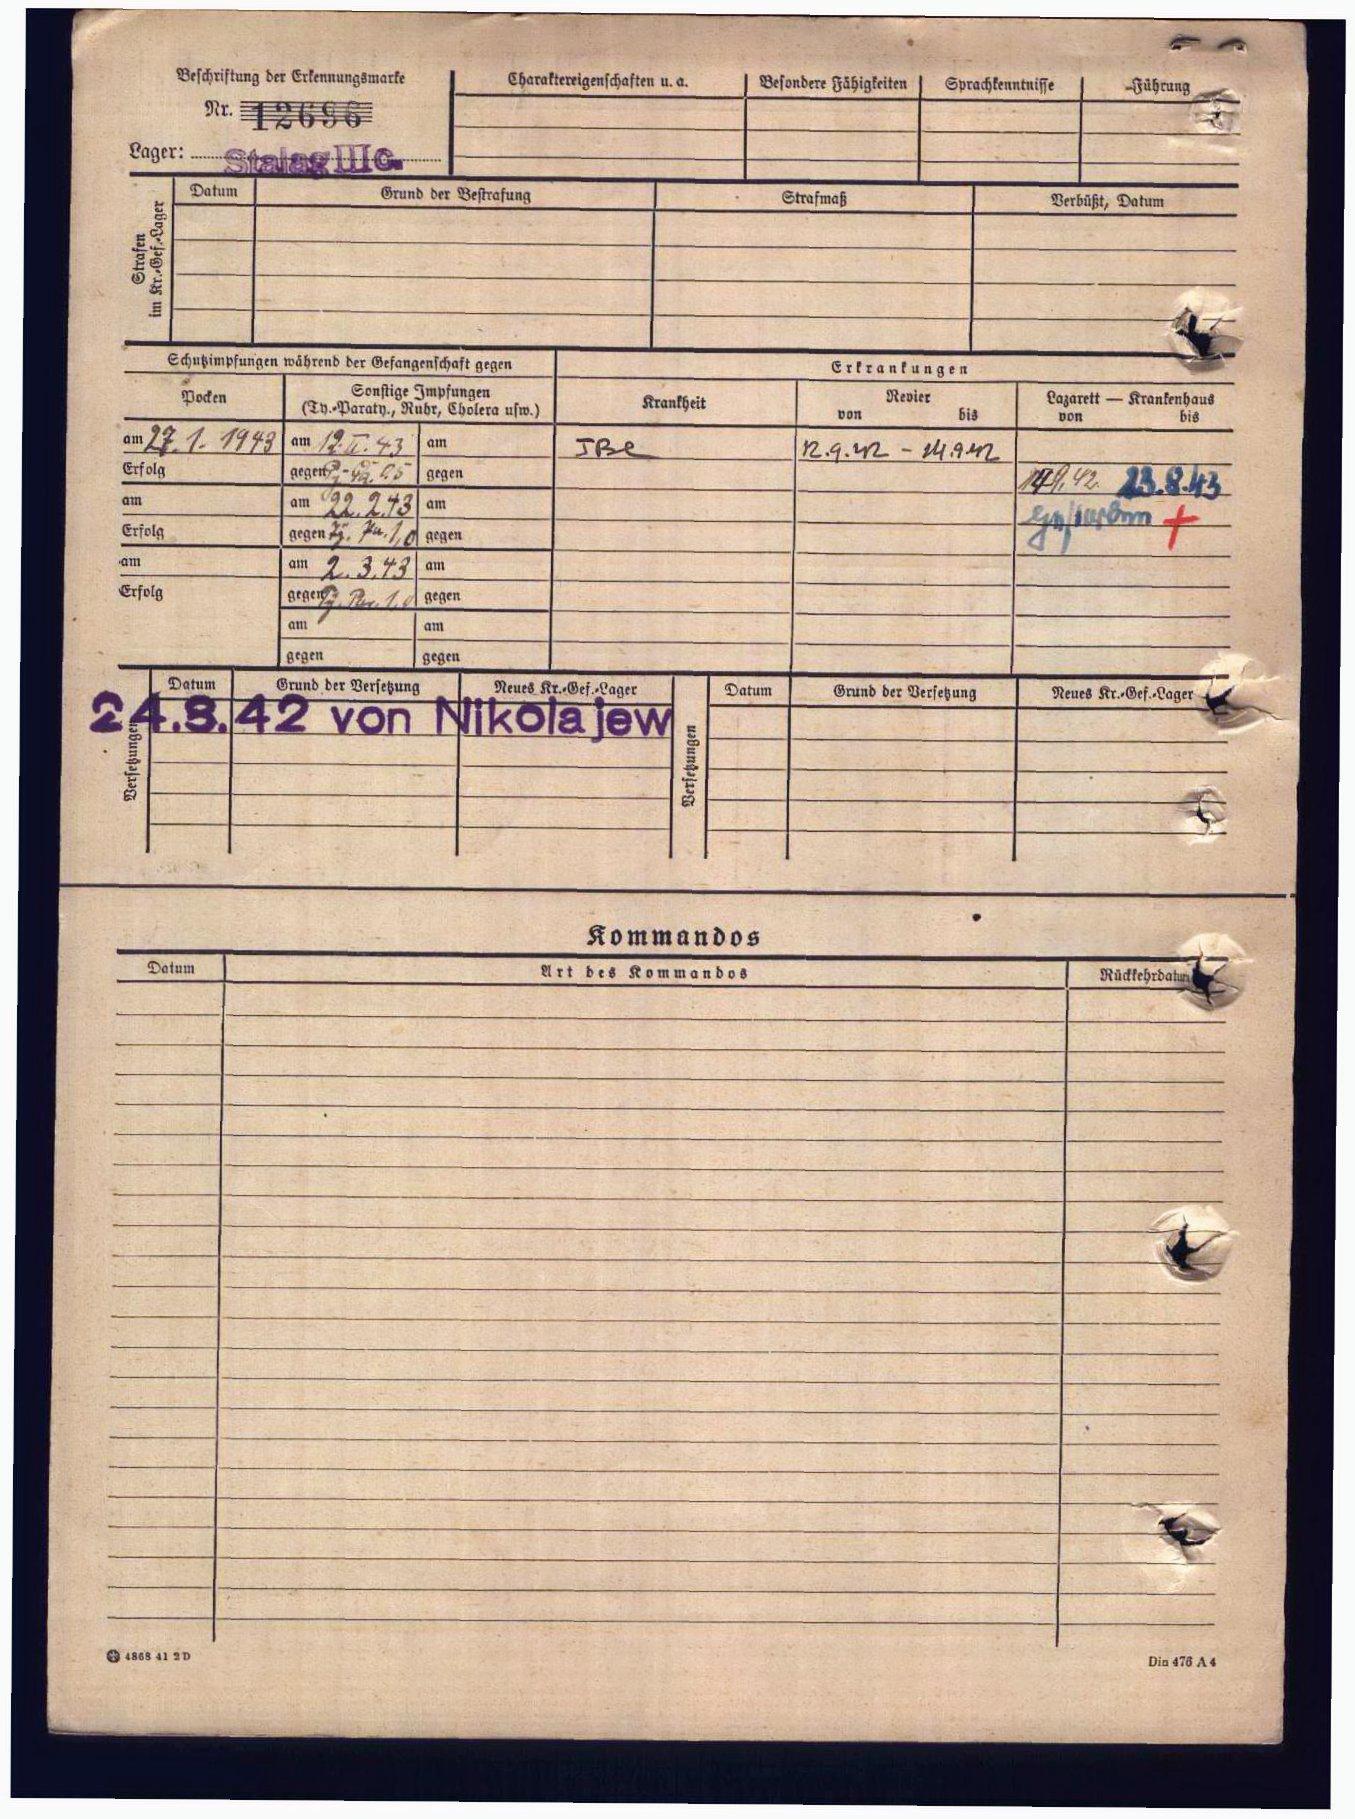 Beschriftung der Erkennungsmarke
Nr. 12696
Lager: Stalag III c.
Charaktereigenschaften u. a.
Besondere Fähigkeiten
Sprachkenntnisse
Führung
Strafen im Kr.-Gef.-Lager
Datum
Grund der Bestrafung
Strafmaß
Verbüßt, Datum
Schutzimpfungen während der Gefangenschaft gegen
Erkrankungen
Pocken
Sonstige Impfungen
(Ty.-Paraty., Ruhr, Cholera usw.)
Krankheit
Revier
von bis
Lazarett — Krankenhaus
von bis
am 27.1.1943 am 12.II.43 am
Erfolg gegen gegen
am am 22.2.43 am
Erfolg gegen Ty. Pa. 1,0 gegen
am am 2.3.43 am
Erfolg gegen gegen
am am
gegen gegen
12.9.42 - 14.9.42
23.8.43
gestorben +
Versetzungen
Datum
Grund der Versetzung
Neues Kr.-Gef.-Lager
24.8.42 von Nikolajew
Versetzungen
Datum
Grund der Versetzung
Neues Kr.-Gef.-Lager
Kommandos
Datum
Art des Kommandos
Rückkehrdatum
4868 41 2D
Din 476 A 4